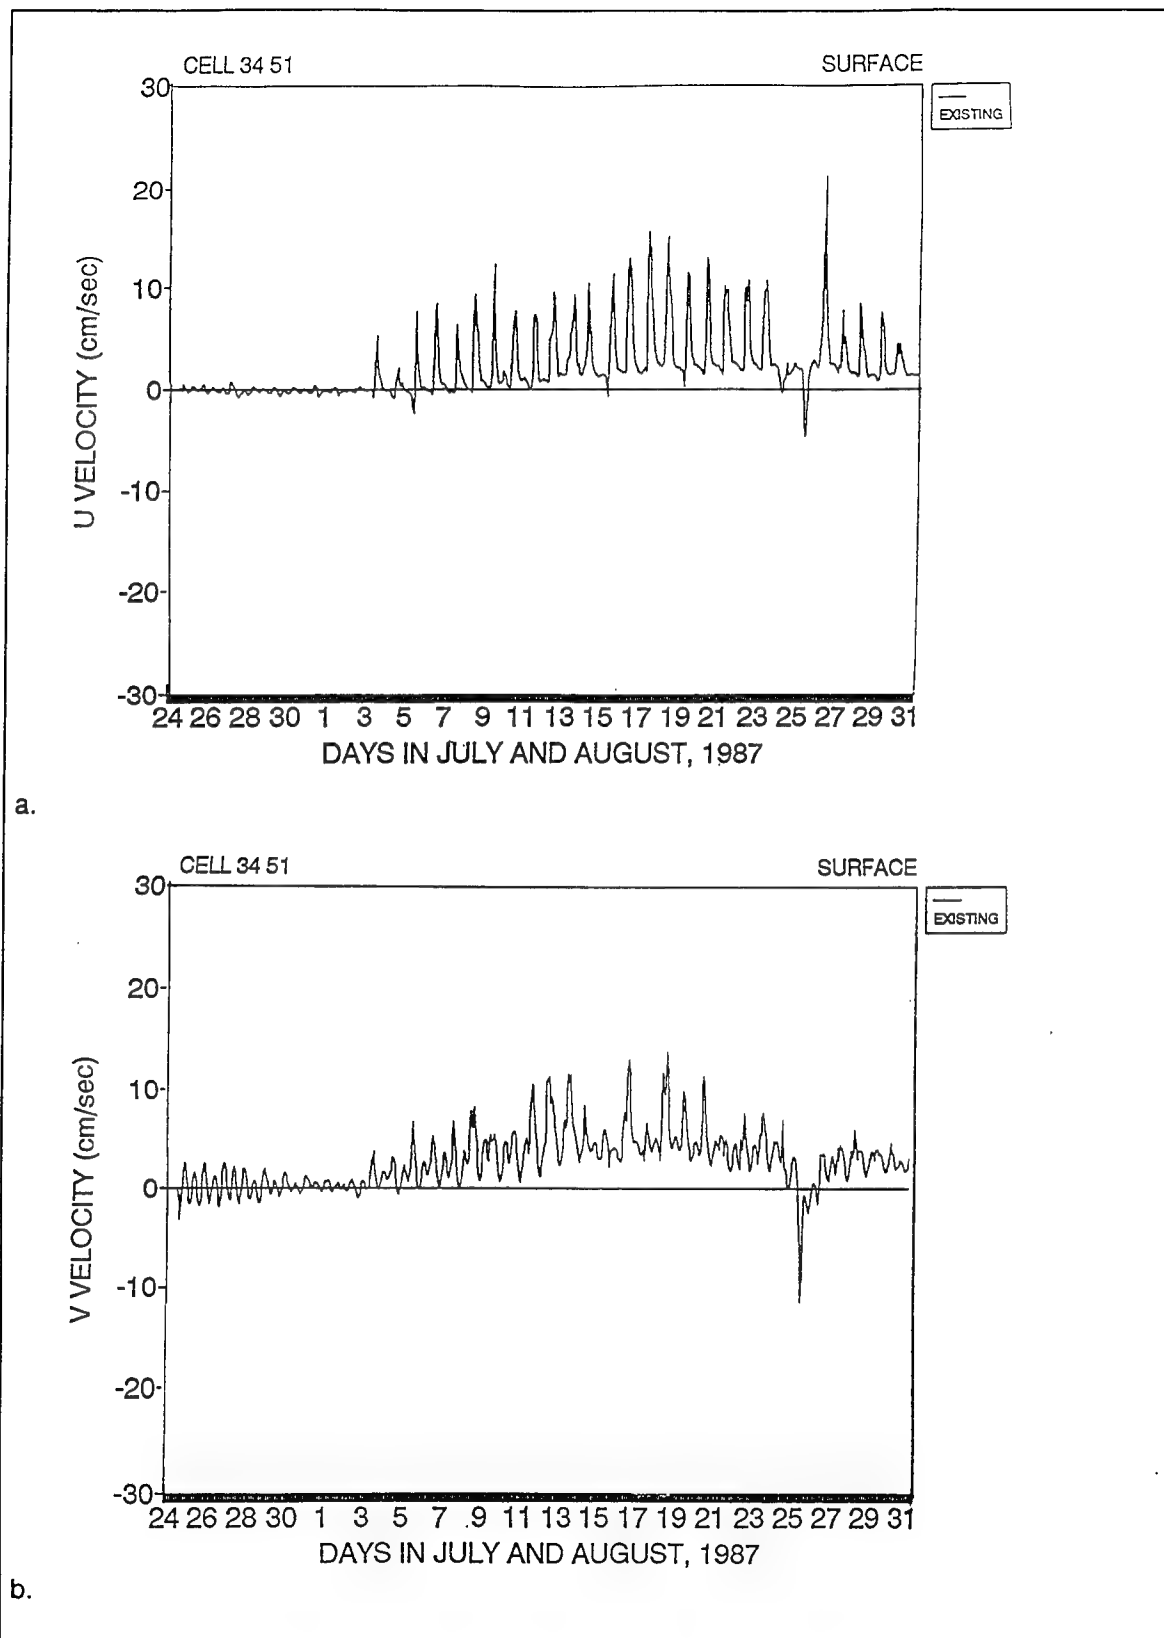 CELL 34 51 SURFACE
EXISTING
30
20
10
0
-10
-20
-30
U VELOCITY (cm/sec)
24 26 28 30 1 3 5 7 9 11 13 15 17 19 21 23 25 27 29 31
DAYS IN JULY AND AUGUST, 1987
a.
CELL 34 51 SURFACE
EXISTING
30
20
10
0
-10
-20
-30
V VELOCITY (cm/sec)
24 26 28 30 1 3 5 7 9 11 13 15 17 19 21 23 25 27 29 31
DAYS IN JULY AND AUGUST, 1987
b.